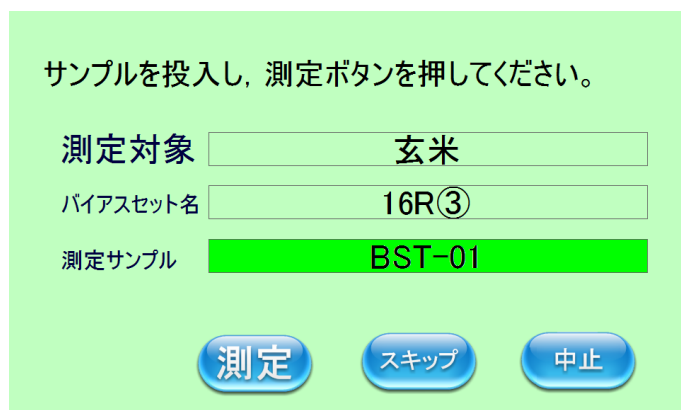 サンプルを投入し，測定ボタンを押してください。
測定対象 玄米
バイアスセット名 16R③
測定サンプル BST-01
測定 スキップ 中止